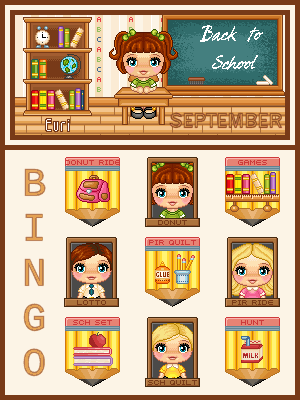 A
B
C
A
B
C
A
B
Back to
School
Euri
SEPTEMBER
BINGO
DONUT RIDE
DONUT
GAMES
LOTTO
PIR QUILT
GLUE
PIR RIDE
SCH SET
SCH QUILT
HUNT
MILK